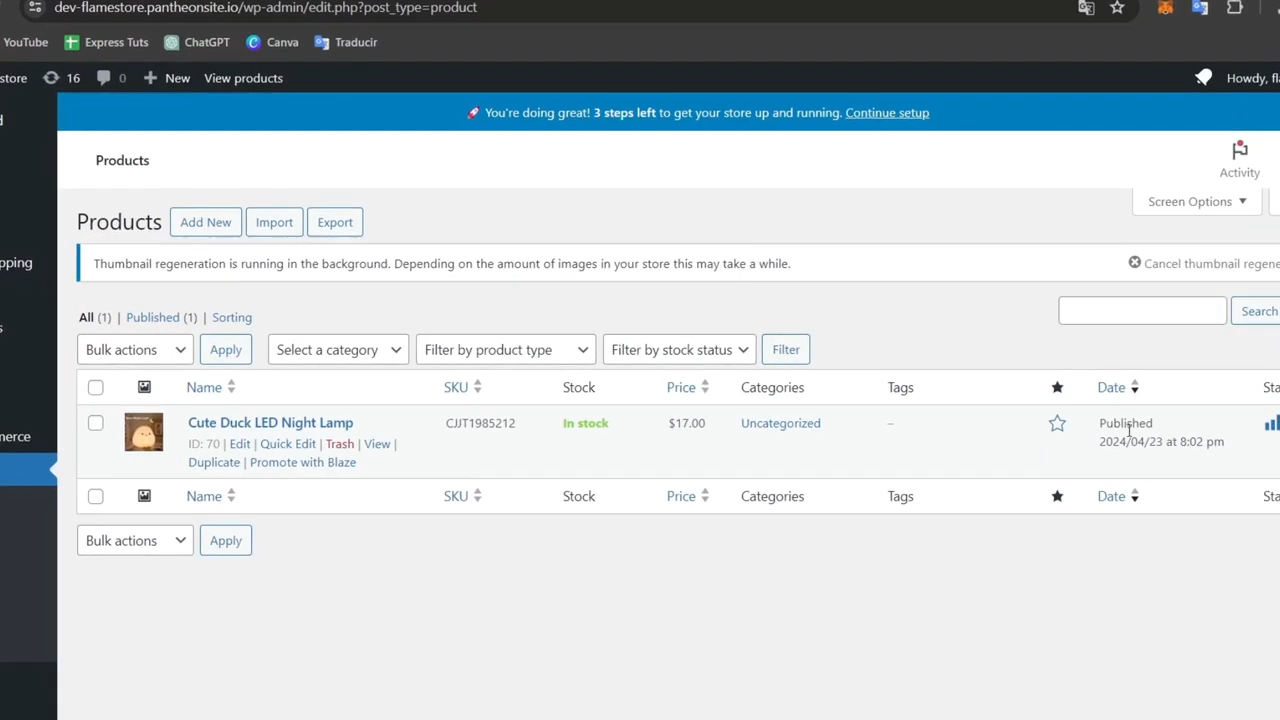 dev-flamestore.pantheonsite.io/wp-admin/edit.php?post_type=product
YouTube Express Tuts ChatGPT Canva Traducir
store 16 0 New View products Howdy, fla
🚀 You're doing great! 3 steps left to get your store up and running. Continue setup
Products
Activity
Screen Options
Products Add New Import Export
Thumbnail regeneration is running in the background. Depending on the amount of images in your store this may take a while. Cancel thumbnail regene
All (1) | Published (1) | Sorting
Search
Bulk actions Apply Select a category Filter by product type Filter by stock status Filter
Name SKU Stock Price Categories Tags Date Sta
Cute Duck LED Night Lamp CJJT1985212 In stock $17.00 Uncategorized – Published
ID: 70 | Edit | Quick Edit | Trash | View | 2024/04/23 at 8:02 pm
Duplicate | Promote with Blaze
pping
s
merce
Name SKU Stock Price Categories Tags Date Sta
Bulk actions Apply